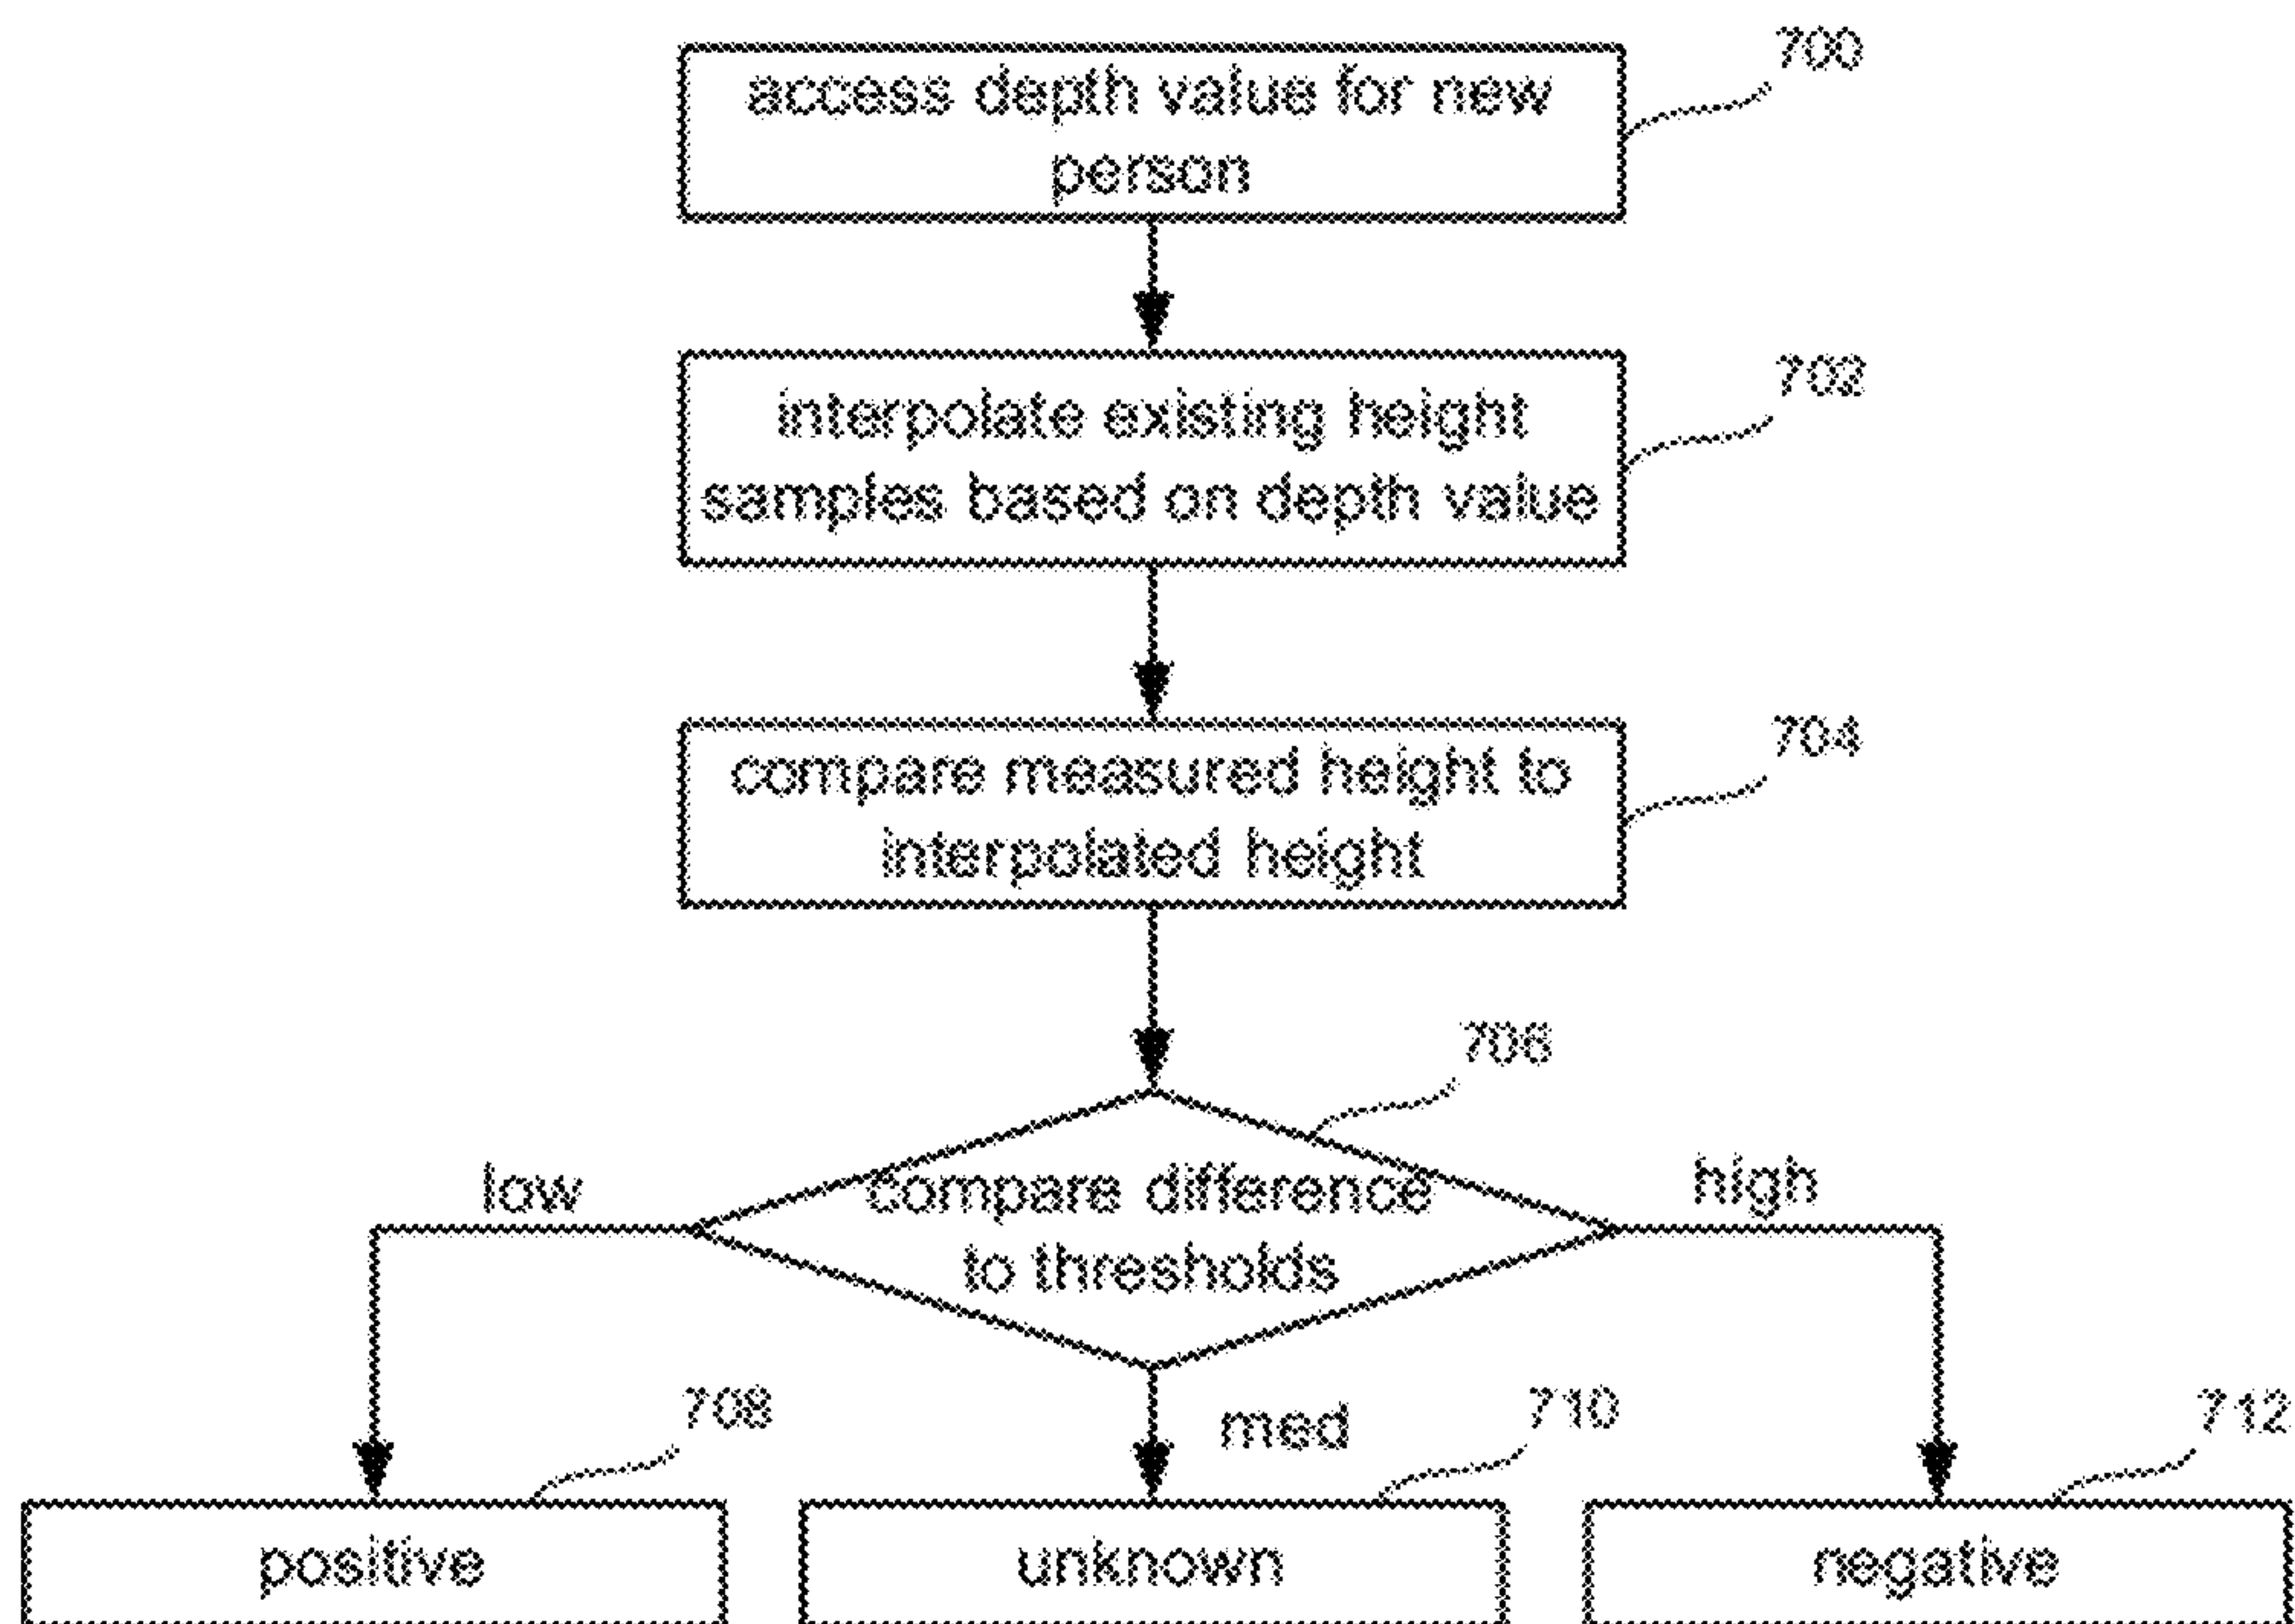 700
access depth value for new
person
702
interpolate existing height
samples based on depth value
704
compare measured height to
interpolated height
706
low
compare difference
to thresholds
high
708
med
710
712
positive
unknown
negative